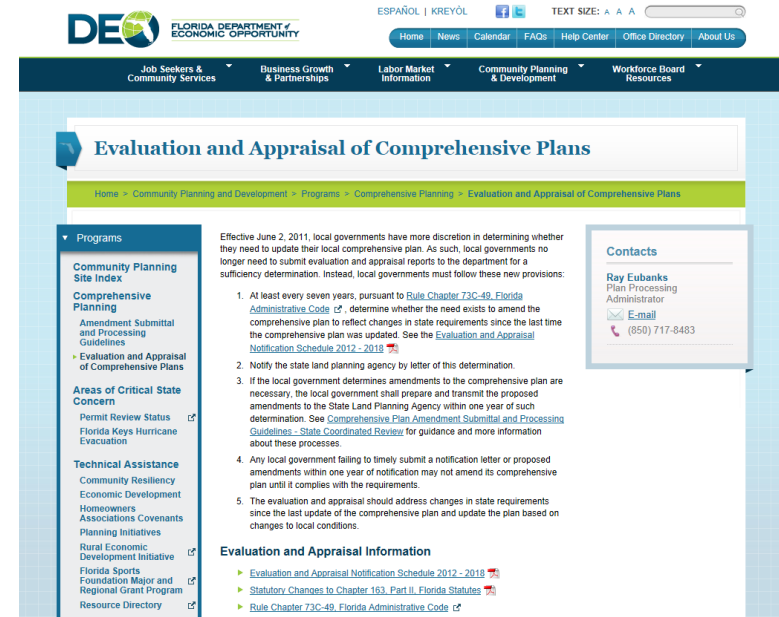 ESPAÑOL | KREYÒL
TEXT SIZE: A A A
DEO
FLORIDA DEPARTMENT of
ECONOMIC OPPORTUNITY
Home News Calendar FAQs Help Center Office Directory About Us
Job Seekers &
Community Services
Business Growth
& Partnerships
Labor Market
Information
Community Planning
& Development
Workforce Board
Resources
Evaluation and Appraisal of Comprehensive Plans
Home > Community Planning and Development > Programs > Comprehensive Planning > Evaluation and Appraisal of Comprehensive Plans
Programs
Community Planning
Site Index
Comprehensive
Planning
Amendment Submittal
and Processing
Guidelines
Evaluation and Appraisal
of Comprehensive Plans
Areas of Critical State
Concern
Permit Review Status
Florida Keys Hurricane
Evacuation
Technical Assistance
Community Resiliency
Economic Development
Homeowners
Associations Covenants
Planning Initiatives
Rural Economic
Development Initiative
Florida Sports
Foundation Major and
Regional Grant Program
Resource Directory
Effective June 2, 2011, local governments have more discretion in determining whether
they need to update their local comprehensive plan. As such, local governments no
longer need to submit evaluation and appraisal reports to the department for a
sufficiency determination. Instead, local governments must follow these new provisions:
1. At least every seven years, pursuant to Rule Chapter 73C-49, Florida
Administrative Code , determine whether the need exists to amend the
comprehensive plan to reflect changes in state requirements since the last time
the comprehensive plan was updated. See the Evaluation and Appraisal
Notification Schedule 2012 - 2018
2. Notify the state land planning agency by letter of this determination.
3. If the local government determines amendments to the comprehensive plan are
necessary, the local government shall prepare and transmit the proposed
amendments to the State Land Planning Agency within one year of such
determination. See Comprehensive Plan Amendment Submittal and Processing
Guidelines - State Coordinated Review for guidance and more information
about these processes.
4. Any local government failing to timely submit a notification letter or proposed
amendments within one year of notification may not amend its comprehensive
plan until it complies with the requirements.
5. The evaluation and appraisal should address changes in state requirements
since the last update of the comprehensive plan and update the plan based on
changes to local conditions.
Evaluation and Appraisal Information
Evaluation and Appraisal Notification Schedule 2012 - 2018
Statutory Changes to Chapter 163, Part II, Florida Statutes
Rule Chapter 73C-49, Florida Administrative Code
Contacts
Ray Eubanks
Plan Processing
Administrator
E-mail
(850) 717-8483